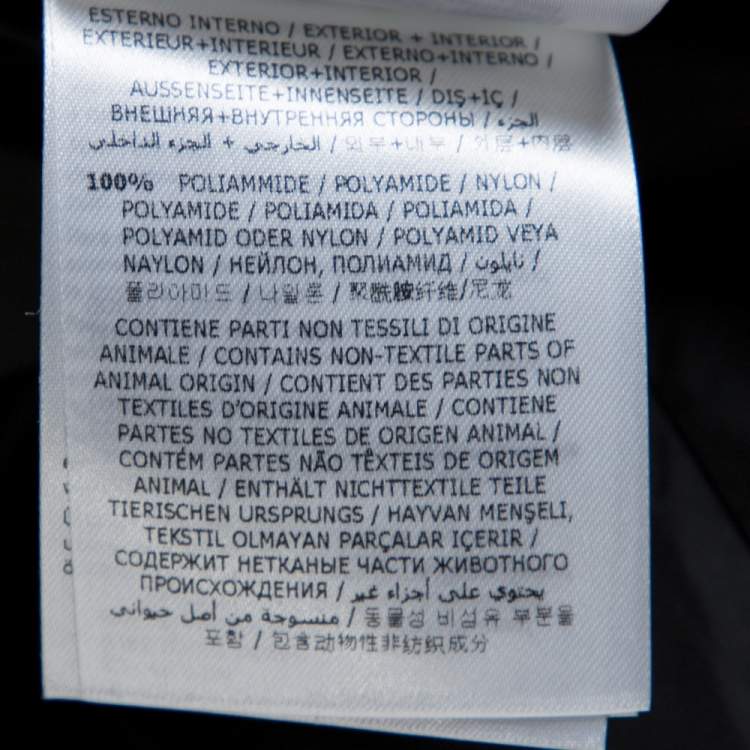 ESTERNO INTERNO / EXTERIOR + INTERIOR /
EXTERIEUR+INTERIEUR / EXTERNO+INTERNO /
EXTERIOR+INTERIOR /
AUSSENSEITE+INNENSEITE / DIŞ+IÇ /
ВНЕШНЯЯ+ВНУТРЕННЯЯ СТОРОНЫ / الجزء
الخارجي + الجزء الداخلي / 외부+내부 / 外层+内层
100% POLIAMMIDE / POLYAMIDE / NYLON /
POLYAMIDE / POLIAMIDA / POLIAMIDA /
POLYAMID ODER NYLON / POLYAMID VEYA
NAYLON / НЕЙЛОН, ПОЛИАМИД / نايلون /
폴리아미드 / 나일론 / 聚酰胺纤维/尼龙
CONTIENE PARTI NON TESSILI DI ORIGINE
ANIMALE / CONTAINS NON-TEXTILE PARTS OF
ANIMAL ORIGIN / CONTIENT DES PARTIES NON
TEXTILES D'ORIGINE ANIMALE / CONTIENE
PARTES NO TEXTILES DE ORIGEN ANIMAL /
CONTÉM PARTES NÃO TÊXTEIS DE ORIGEM
ANIMAL / ENTHÄLT NICHTTEXTILE TEILE
TIERISCHEN URSPRUNGS / HAYVAN MENŞELI,
TEKSTIL OLMAYAN PARÇALAR IÇERIR /
СОДЕРЖИТ НЕТКАНЫЕ ЧАСТИ ЖИВОТНОГО
ПРОИСХОЖДЕНИЯ / يحتوي على أجزاء غير
منسوجة من أصل حيواني / 동물성 비섬유 부분을
포함 / 包含动物性非纺织成分